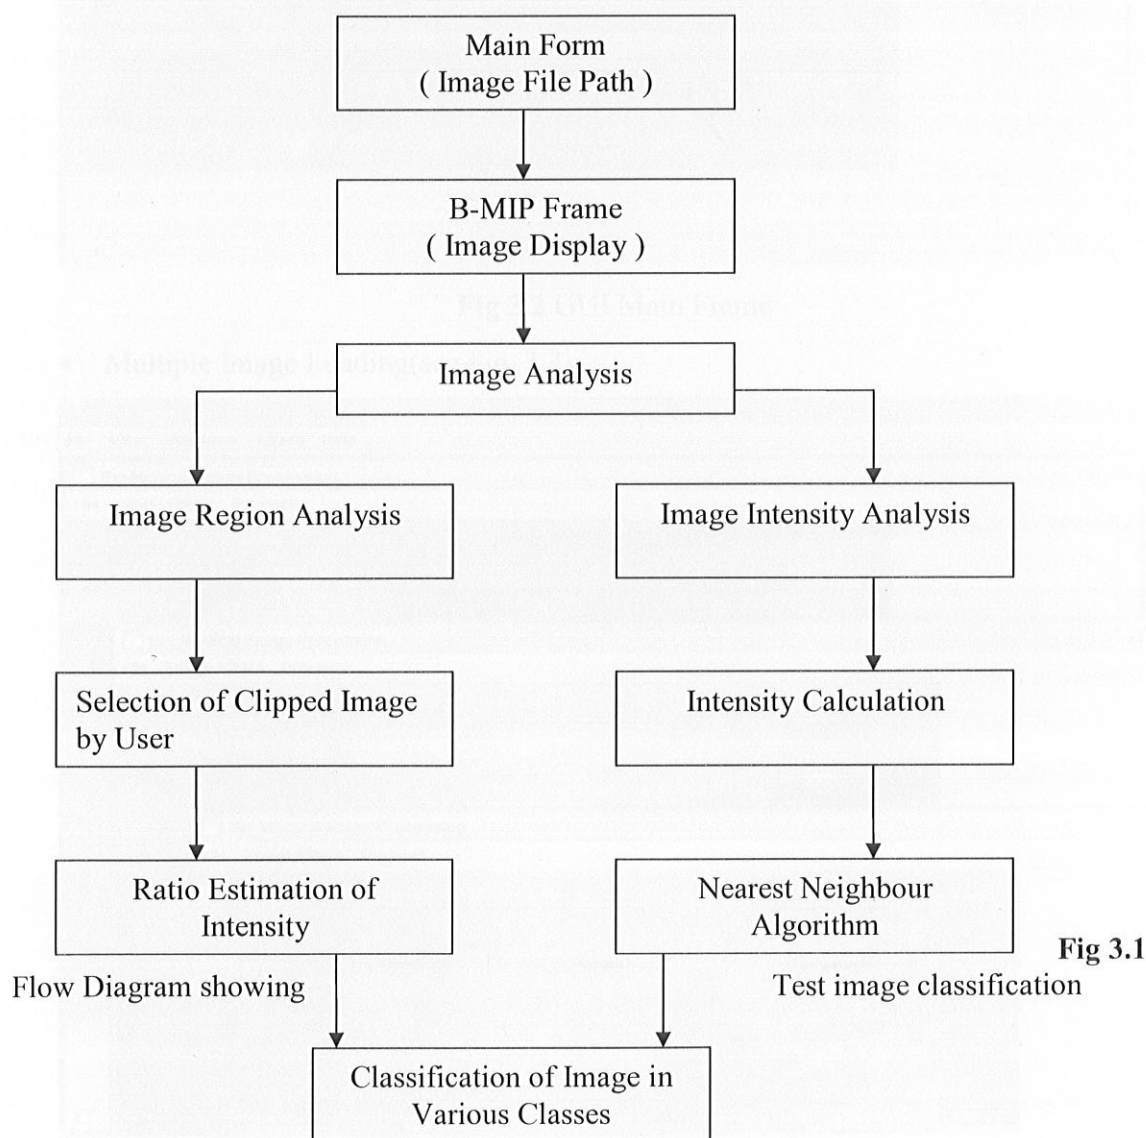 Main Form
( Image File Path )
B-MIP Frame
( Image Display )
Image Analysis
Image Region Analysis
Image Intensity Analysis
Selection of Clipped Image
by User
Intensity Calculation
Ratio Estimation of
Intensity
Nearest Neighbour
Algorithm
Fig 3.1
Flow Diagram showing
Test image classification
Classification of Image in
Various Classes